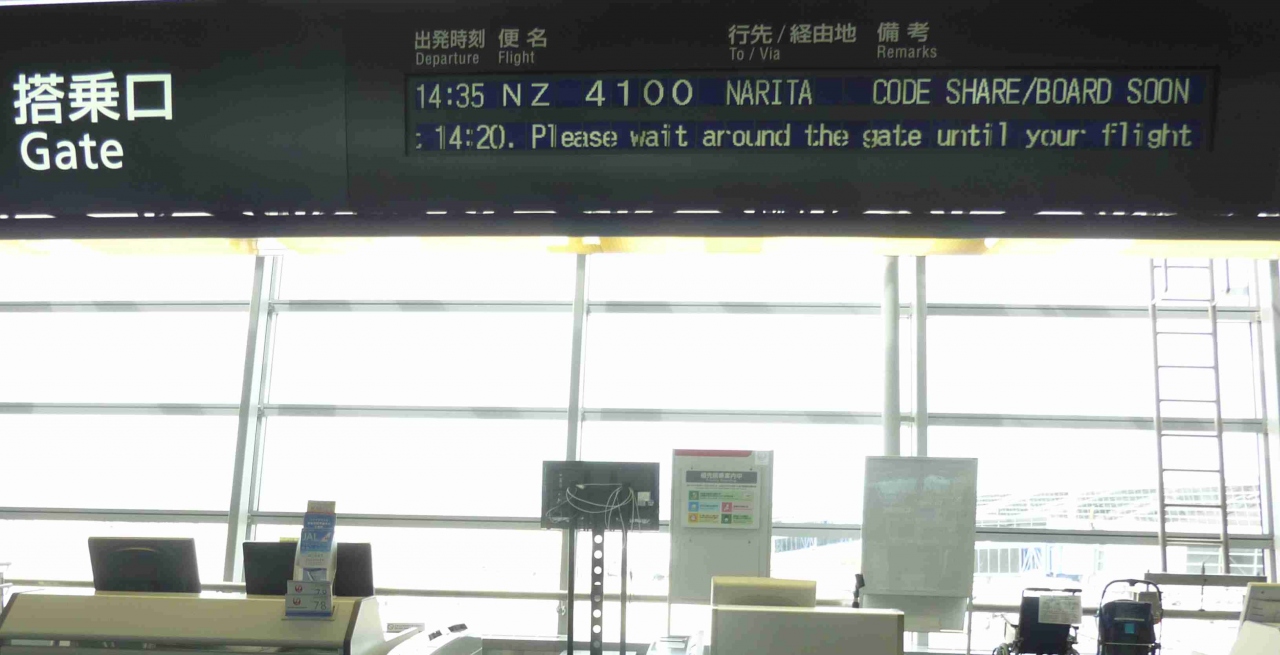 搭乗口
Gate
出発時刻 便名 行先/経由地 備考
Departure Flight To / Via Remarks
14:35 NZ 4100 NARITA CODE SHARE/BOARD SOON
: 14:20. Please wait around the gate until your flight
JAL
78